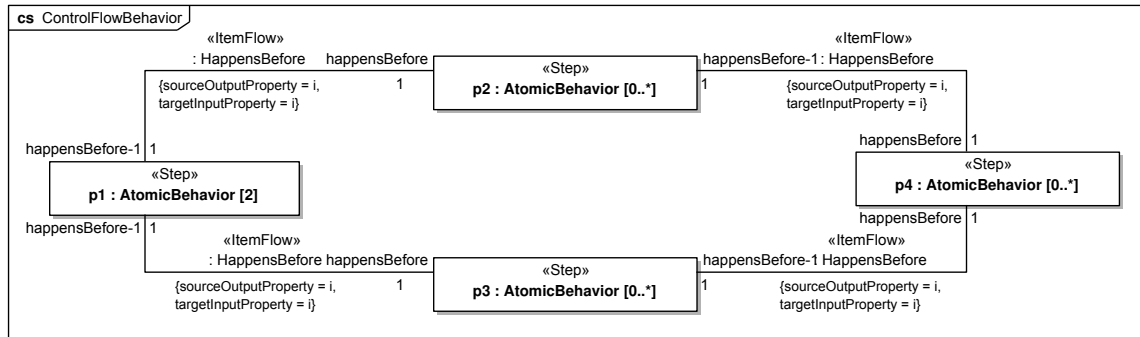 cs ControlFlowBehavior
«ItemFlow»
: HappensBefore
happensBefore
1
{sourceOutputProperty = i,
targetInputProperty = i}
«Step»
p2 : AtomicBehavior [0..*]
«ItemFlow»
happensBefore-1 : HappensBefore
1
{sourceOutputProperty = i,
targetInputProperty = i}
happensBefore-1 1
«Step»
p1 : AtomicBehavior [2]
happensBefore-1 1
happensBefore 1
«Step»
p4 : AtomicBehavior [0..*]
happensBefore 1
«ItemFlow»
: HappensBefore happensBefore
1
{sourceOutputProperty = i,
targetInputProperty = i}
«Step»
p3 : AtomicBehavior [0..*]
«ItemFlow»
happensBefore-1 HappensBefore
1
{sourceOutputProperty = i,
targetInputProperty = i}